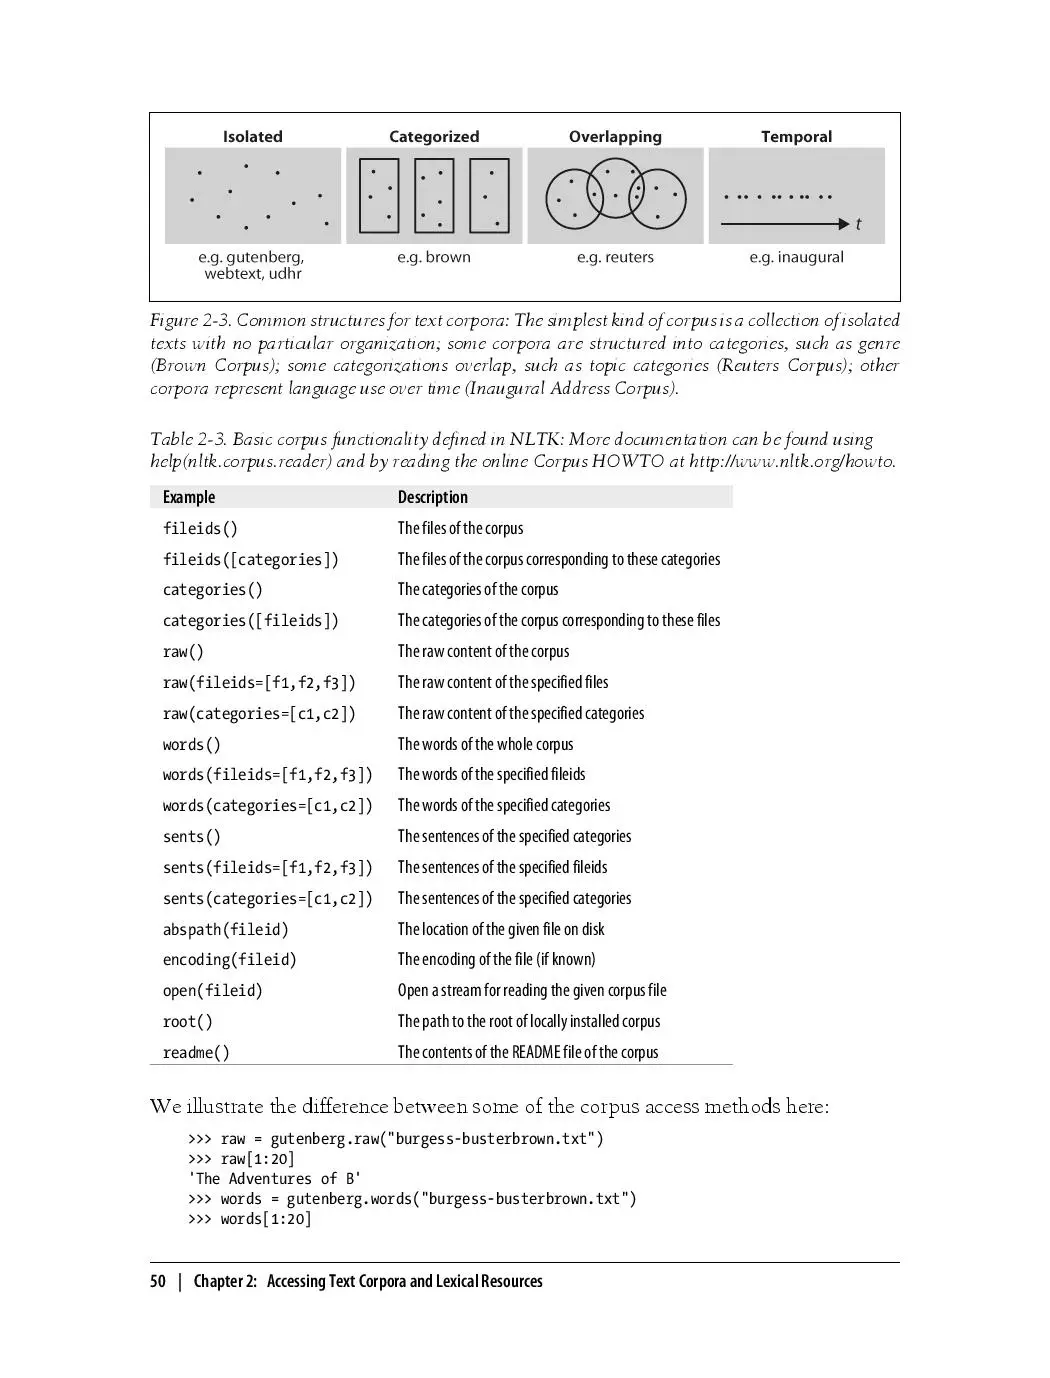 Isolated Categorized Overlapping Temporal
t
e.g. gutenberg, e.g. brown e.g. reuters e.g. inaugural
webtext, udhr
Figure 2-3. Common structures for text corpora: The simplest kind of corpus is a collection of isolated
texts with no particular organization; some corpora are structured into categories, such as genre
(Brown Corpus); some categorizations overlap, such as topic categories (Reuters Corpus); other
corpora represent language use over time (Inaugural Address Corpus).
Table 2-3. Basic corpus functionality defined in NLTK: More documentation can be found using
help(nltk.corpus.reader) and by reading the online Corpus HOWTO at http://www.nltk.org/howto.
Example Description
fileids() The files of the corpus
fileids([categories]) The files of the corpus corresponding to these categories
categories() The categories of the corpus
categories([fileids]) The categories of the corpus corresponding to these files
raw() The raw content of the corpus
raw(fileids=[f1,f2,f3]) The raw content of the specified files
raw(categories=[c1,c2]) The raw content of the specified categories
words() The words of the whole corpus
words(fileids=[f1,f2,f3]) The words of the specified fileids
words(categories=[c1,c2]) The words of the specified categories
sents() The sentences of the specified categories
sents(fileids=[f1,f2,f3]) The sentences of the specified fileids
sents(categories=[c1,c2]) The sentences of the specified categories
abspath(fileid) The location of the given file on disk
encoding(fileid) The encoding of the file (if known)
open(fileid) Open a stream for reading the given corpus file
root() The path to the root of locally installed corpus
readme() The contents of the README file of the corpus
We illustrate the difference between some of the corpus access methods here:
>>> raw = gutenberg.raw("burgess-busterbrown.txt")
>>> raw[1:20]
'The Adventures of B'
>>> words = gutenberg.words("burgess-busterbrown.txt")
>>> words[1:20]
50 | Chapter 2: Accessing Text Corpora and Lexical Resources